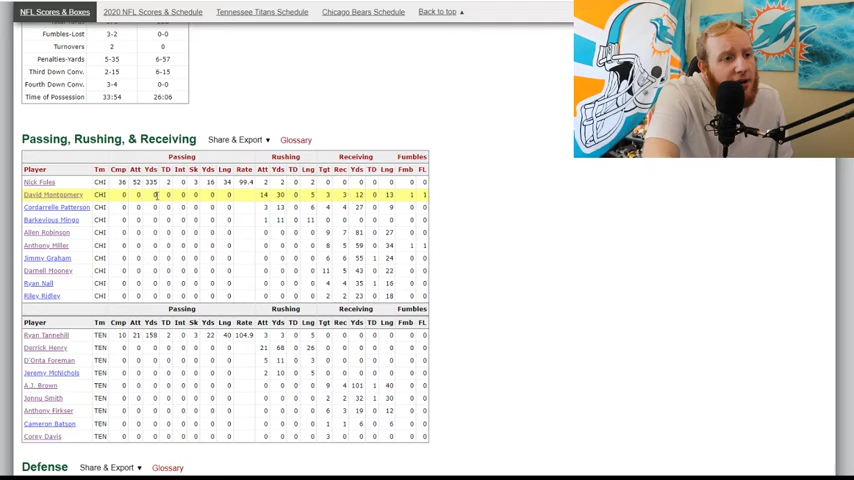 NFL Scores & Boxes 2020 NFL Scores & Schedule Tennessee Titans Schedule Chicago Bears Schedule Back to top ▲
Fumbles-Lost 3-2 0-0
Turnovers 2 0
Penalties-Yards 5-35 6-57
Third Down Conv. 2-15 6-15
Fourth Down Conv. 3-4 0-0
Time of Possession 33:54 26:06
Passing, Rushing, & Receiving Share & Export ▼ Glossary
Passing Rushing Receiving Fumbles
Player Tm Cmp Att Yds TD Int Sk Yds Lng Rate Att Yds TD Lng Tgt Rec Yds TD Lng Fmb FL
Nick Foles CHI 36 52 335 2 0 3 16 34 99.4 2 2 0 2 0 0 0 0 0 0 0
David Montgomery CHI 0 0 0 0 0 0 0 0 14 30 0 5 3 3 12 0 13 1 1
Cordarrelle Patterson CHI 0 0 0 0 0 0 0 0 3 13 0 6 4 4 27 0 9 0 0
Barkevious Mingo CHI 0 0 0 0 0 0 0 0 1 11 0 11 0 0 0 0 0 0 0
Allen Robinson CHI 0 0 0 0 0 0 0 0 0 0 0 0 9 7 81 0 27 0 0
Anthony Miller CHI 0 0 0 0 0 0 0 0 0 0 0 0 8 5 59 0 34 1 1
Jimmy Graham CHI 0 0 0 0 0 0 0 0 0 0 0 0 6 6 55 1 24 0 0
Darnell Mooney CHI 0 0 0 0 0 0 0 0 0 0 0 0 11 5 43 0 22 0 0
Ryan Nall CHI 0 0 0 0 0 0 0 0 0 0 0 0 4 4 35 1 16 0 0
Riley Ridley CHI 0 0 0 0 0 0 0 0 0 0 0 0 2 2 23 0 18 0 0
Passing Rushing Receiving Fumbles
Player Tm Cmp Att Yds TD Int Sk Yds Lng Rate Att Yds TD Lng Tgt Rec Yds TD Lng Fmb FL
Ryan Tannehill TEN 10 21 158 2 0 3 22 40 104.9 3 3 0 5 0 0 0 0 0 0 0
Derrick Henry TEN 0 0 0 0 0 0 0 0 21 68 0 26 0 0 0 0 0 0 0
D'Onta Foreman TEN 0 0 0 0 0 0 0 0 5 11 0 3 0 0 0 0 0 0 0
Jeremy McNichols TEN 0 0 0 0 0 0 0 0 2 10 0 5 0 0 0 0 0 0 0
A.J. Brown TEN 0 0 0 0 0 0 0 0 0 0 0 0 9 4 101 1 40 0 0
Jonnu Smith TEN 0 0 0 0 0 0 0 0 0 0 0 0 2 2 32 1 30 0 0
Anthony Firkser TEN 0 0 0 0 0 0 0 0 0 0 0 0 6 3 19 0 12 0 0
Cameron Batson TEN 0 0 0 0 0 0 0 0 0 0 0 0 1 1 6 0 6 0 0
Corey Davis TEN 0 0 0 0 0 0 0 0 0 0 0 0 3 0 0 0 0 0 0
Defense Share & Export ▼ Glossary